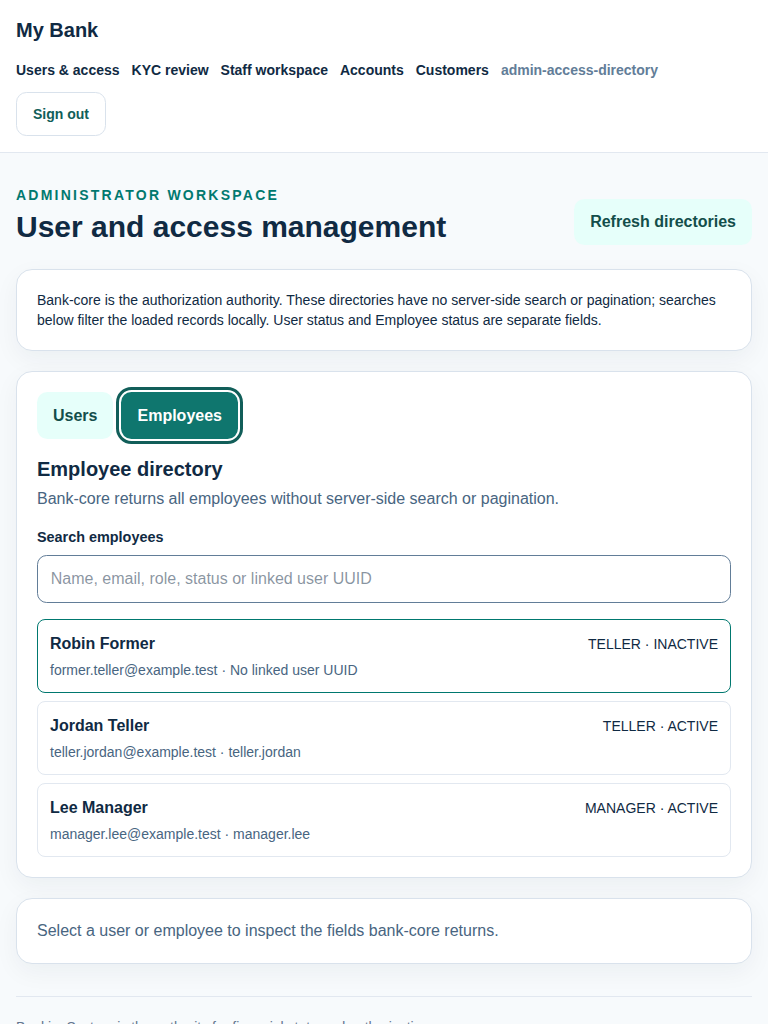 My Bank
Users & access KYC review Staff workspace Accounts Customers admin-access-directory
Sign out
ADMINISTRATOR WORKSPACE
User and access management
Refresh directories
Bank-core is the authorization authority. These directories have no server-side search or pagination; searches
below filter the loaded records locally. User status and Employee status are separate fields.
Users Employees
Employee directory
Bank-core returns all employees without server-side search or pagination.
Search employees
Name, email, role, status or linked user UUID
Robin Former TELLER · INACTIVE
former.teller@example.test · No linked user UUID
Jordan Teller TELLER · ACTIVE
teller.jordan@example.test · teller.jordan
Lee Manager MANAGER · ACTIVE
manager.lee@example.test · manager.lee
Select a user or employee to inspect the fields bank-core returns.